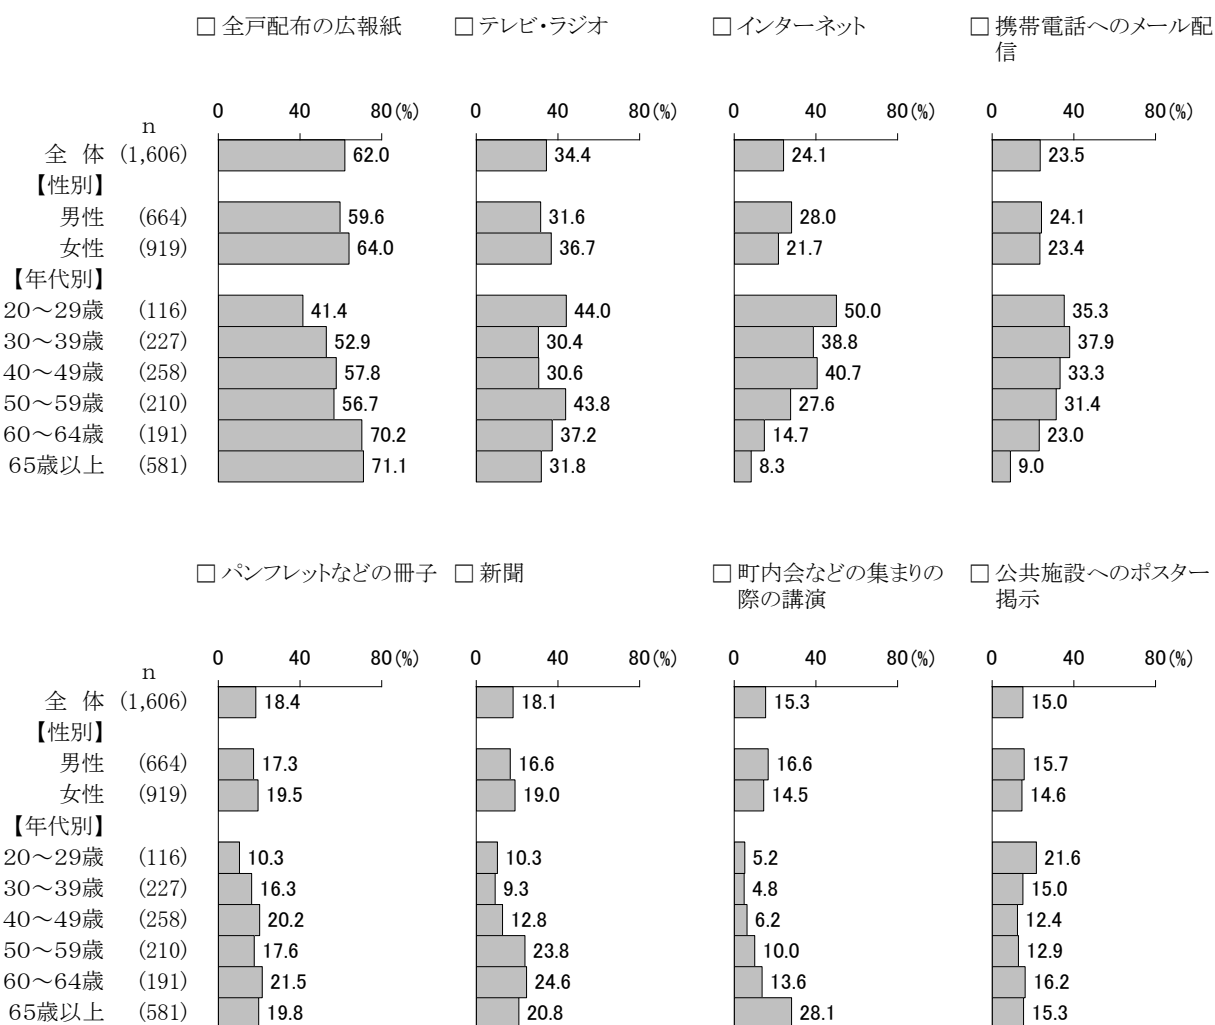 □ 全戸配布の広報紙 □ テレビ・ラジオ □ インターネット □ 携帯電話へのメール配
信
0 40 80(%) 0 40 80(%) 0 40 80(%) 0 40 80(%)
n
全 体 (1,606) 62.0 34.4 24.1 23.5
【性別】
男性 (664) 59.6 31.6 28.0 24.1
女性 (919) 64.0 36.7 21.7 23.4
【年代別】
20～29歳 (116) 41.4 44.0 50.0 35.3
30～39歳 (227) 52.9 30.4 38.8 37.9
40～49歳 (258) 57.8 30.6 40.7 33.3
50～59歳 (210) 56.7 43.8 27.6 31.4
60～64歳 (191) 70.2 37.2 14.7 23.0
65歳以上 (581) 71.1 31.8 8.3 9.0
□ パンフレットなどの冊子 □ 新聞 □ 町内会などの集まりの □ 公共施設へのポスター
際の講演 掲示
0 40 80(%) 0 40 80(%) 0 40 80(%) 0 40 80(%)
n
全 体 (1,606) 18.4 18.1 15.3 15.0
【性別】
男性 (664) 17.3 16.6 16.6 15.7
女性 (919) 19.5 19.0 14.5 14.6
【年代別】
20～29歳 (116) 10.3 10.3 5.2 21.6
30～39歳 (227) 16.3 9.3 4.8 15.0
40～49歳 (258) 20.2 12.8 6.2 12.4
50～59歳 (210) 17.6 23.8 10.0 12.9
60～64歳 (191) 21.5 24.6 13.6 16.2
65歳以上 (581) 19.8 20.8 28.1 15.3